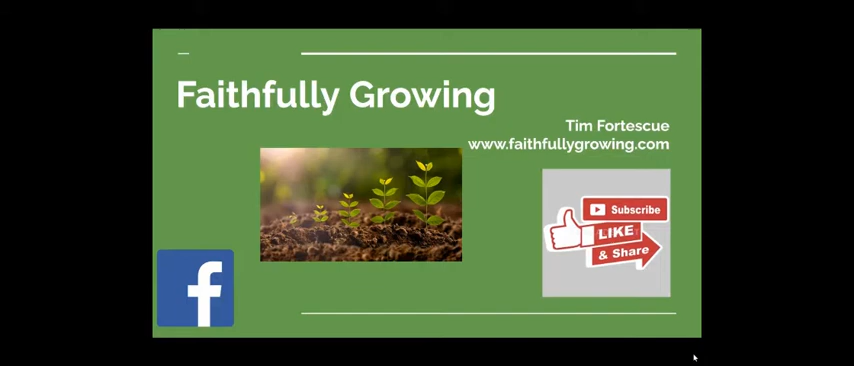 Faithfully Growing
Tim Fortescue
www.faithfullygrowing.com
Subscribe
LIKE
& Share
f